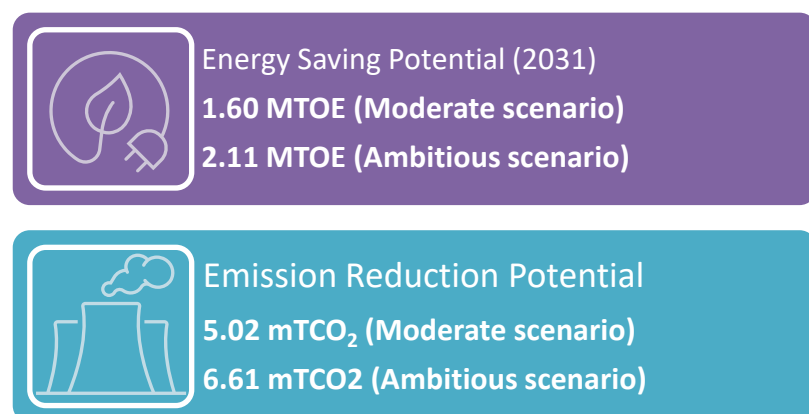 Energy Saving Potential (2031)
1.60 MTOE (Moderate scenario)
2.11 MTOE (Ambitious scenario)
Emission Reduction Potential
5.02 mTCO₂ (Moderate scenario)
6.61 mTCO2 (Ambitious scenario)